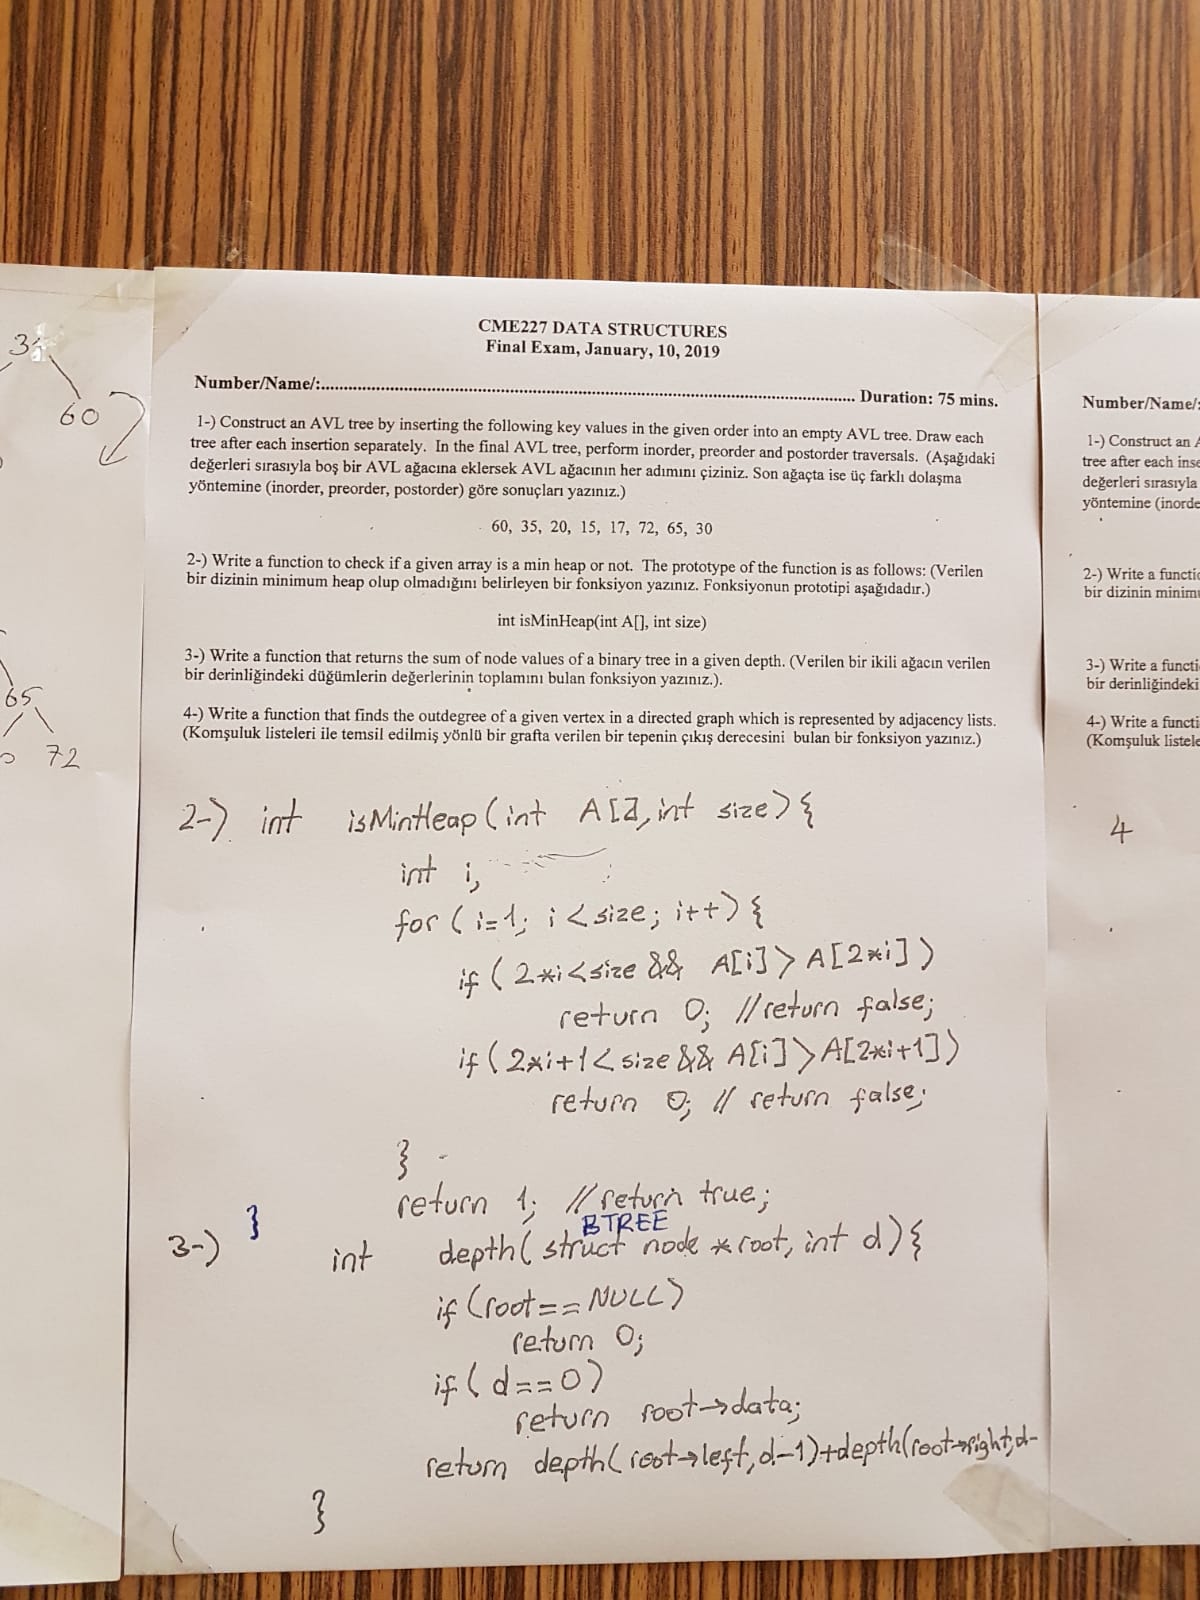 35
60
65
72
CME227 DATA STRUCTURES
Final Exam, January, 10, 2019
Number/Name/:........................................................ Duration: 75 mins.
1-) Construct an AVL tree by inserting the following key values in the given order into an empty AVL tree. Draw each
tree after each insertion separately. In the final AVL tree, perform inorder, preorder and postorder traversals. (Aşağıdaki
değerleri sırasıyla boş bir AVL ağacına eklersek AVL ağacının her adımını çiziniz. Son ağaçta ise üç farklı dolaşma
yöntemine (inorder, preorder, postorder) göre sonuçları yazınız.)
60, 35, 20, 15, 17, 72, 65, 30
2-) Write a function to check if a given array is a min heap or not. The prototype of the function is as follows: (Verilen
bir dizinin minimum heap olup olmadığını belirleyen bir fonksiyon yazınız. Fonksiyonun prototipi aşağıdadır.)
int isMinHeap(int A[], int size)
3-) Write a function that returns the sum of node values of a binary tree in a given depth. (Verilen bir ikili ağacın verilen
bir derinliğindeki düğümlerin değerlerinin toplamını bulan fonksiyon yazınız.).
4-) Write a function that finds the outdegree of a given vertex in a directed graph which is represented by adjacency lists.
(Komşuluk listeleri ile temsil edilmiş yönlü bir grafta verilen bir tepenin çıkış derecesini bulan bir fonksiyon yazınız.)
2-) int isMinHeap(int A[], int size){
int i;
for (i=1; i<size; i++){
if (2*i<size && A[i]>A[2*i])
return 0; //return false;
if (2*i+1<size && A[i]>A[2*i+1])
return 0; // return false;
}
return 1; //return true;
}
BTREE
3-) int depth(struct node *root, int d){
if (root==NULL)
return 0;
if (d==0)
return root→data;
return depth(root→left,d-1)+depth(root→right,d-
}
Number/Name/:
1-) Construct an A
tree after each inse
değerleri sırasıyla
yöntemine (inorde
2-) Write a functio
bir dizinin minimu
3-) Write a functi
bir derinliğindeki
4-) Write a functi
(Komşuluk listele
4